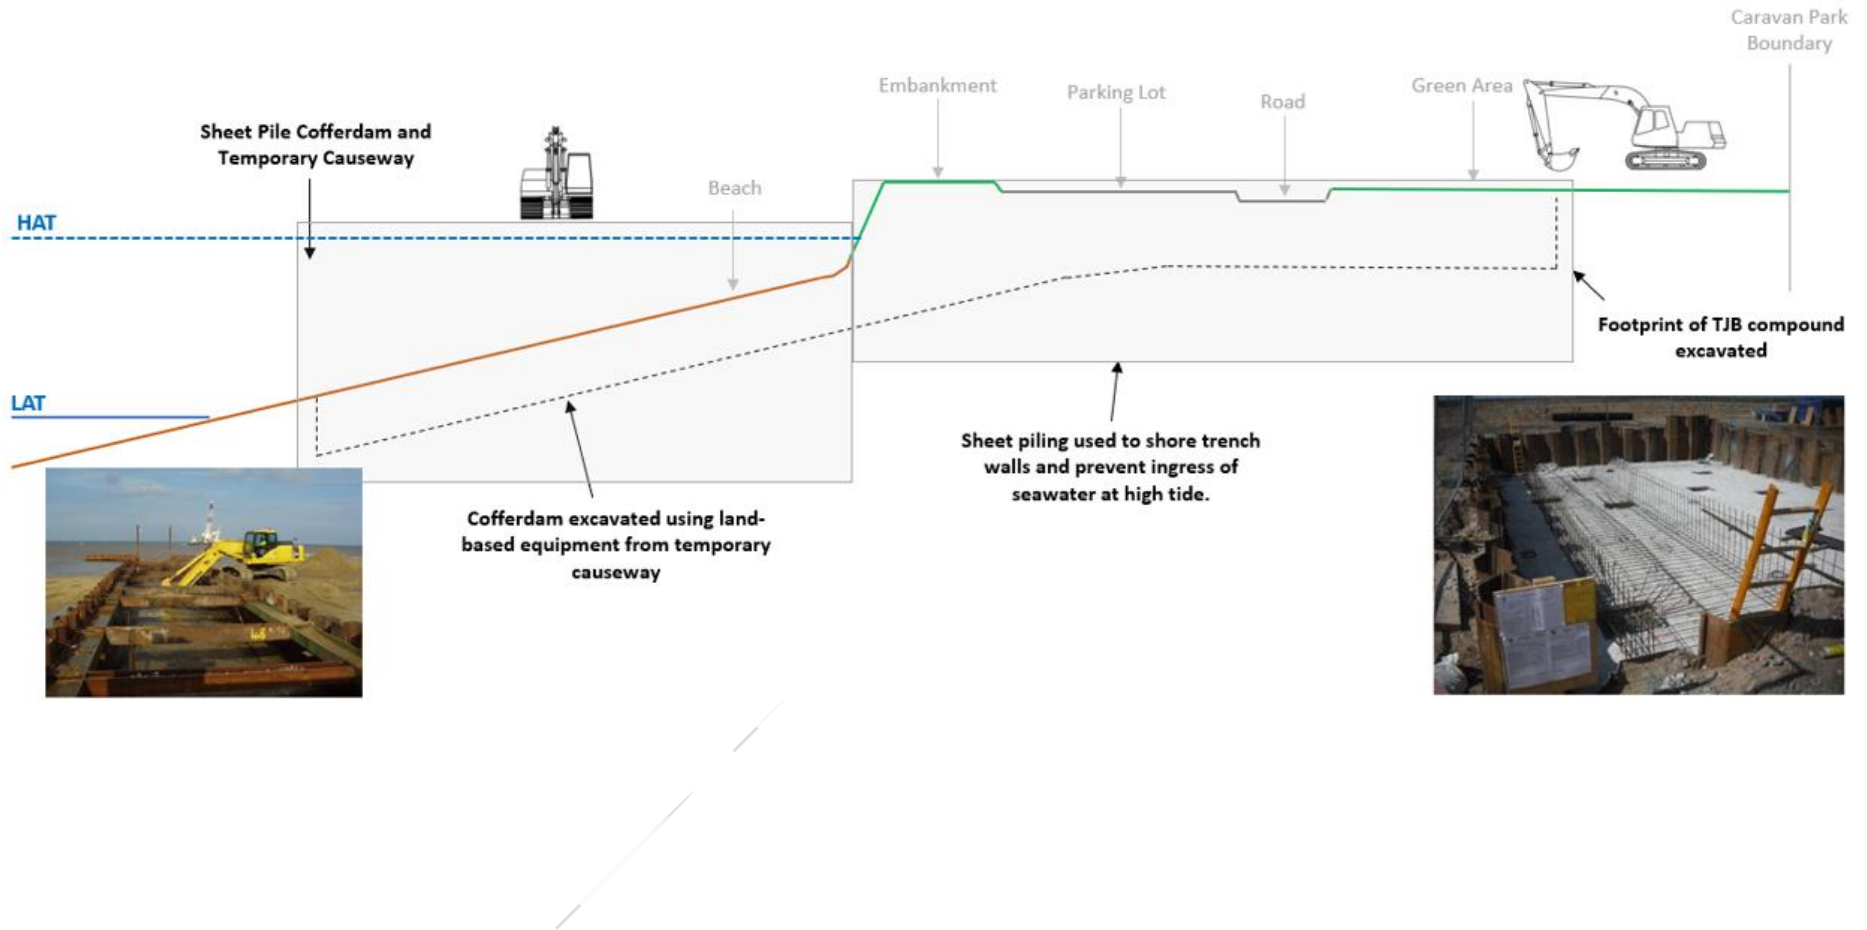 Caravan Park
Boundary
Embankment
Parking Lot
Road
Green Area
Sheet Pile Cofferdam and
Temporary Causeway
Beach
HAT
LAT
Footprint of TJB compound
excavated
Sheet piling used to shore trench
walls and prevent ingress of
seawater at high tide.
Cofferdam excavated using land-
based equipment from temporary
causeway